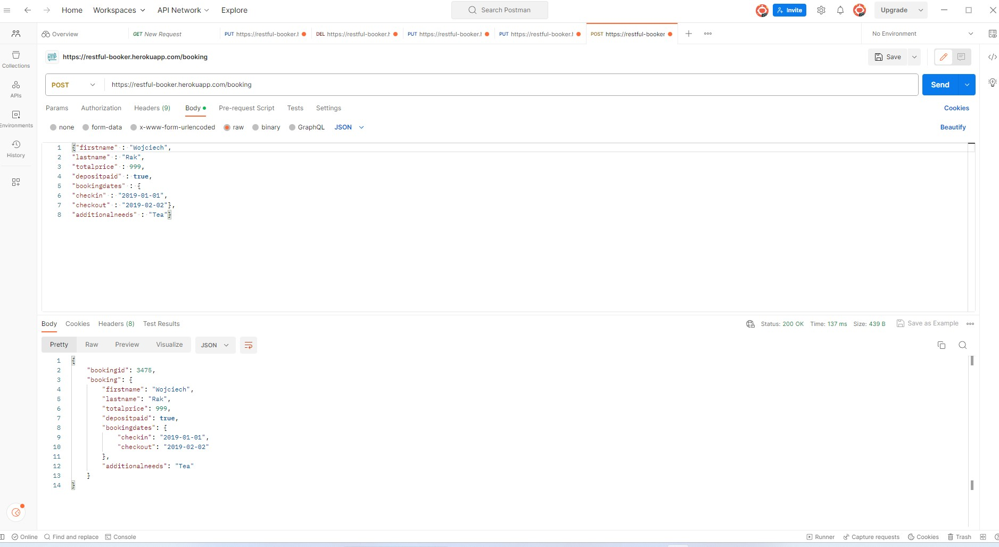 Home Workspaces API Network Explore Search Postman Invite Upgrade
Overview GET New Request PUT https://restful-booker.h DEL https://restful-booker.h PUT https://restful-booker.h PUT https://restful-booker.h POST https://restful-booker No Environment
HTTP https://restful-booker.herokuapp.com/booking Save
Collections
POST https://restful-booker.herokuapp.com/booking Send
APIs
Params Authorization Headers (9) Body Pre-request Script Tests Settings Cookies
Environments
none form-data x-www-form-urlencoded raw binary GraphQL JSON Beautify
History
1 {"firstname" : "Wojciech",
2 "lastname" : "Rak",
3 "totalprice" : 999,
4 "depositpaid" : true,
5 "bookingdates" : {
6 "checkin" : "2019-01-01",
7 "checkout" : "2019-02-02"},
8 "additionalneeds" : "Tea"}
Body Cookies Headers (8) Test Results Status: 200 OK Time: 137 ms Size: 439 B Save as Example
Pretty Raw Preview Visualize JSON
1 {
2 "bookingid": 3475,
3 "booking": {
4 "firstname": "Wojciech",
5 "lastname": "Rak",
6 "totalprice": 999,
7 "depositpaid": true,
8 "bookingdates": {
9 "checkin": "2019-01-01",
10 "checkout": "2019-02-02"
11 },
12 "additionalneeds": "Tea"
13 }
14 }
Online Find and replace Console Runner Capture requests Cookies Trash